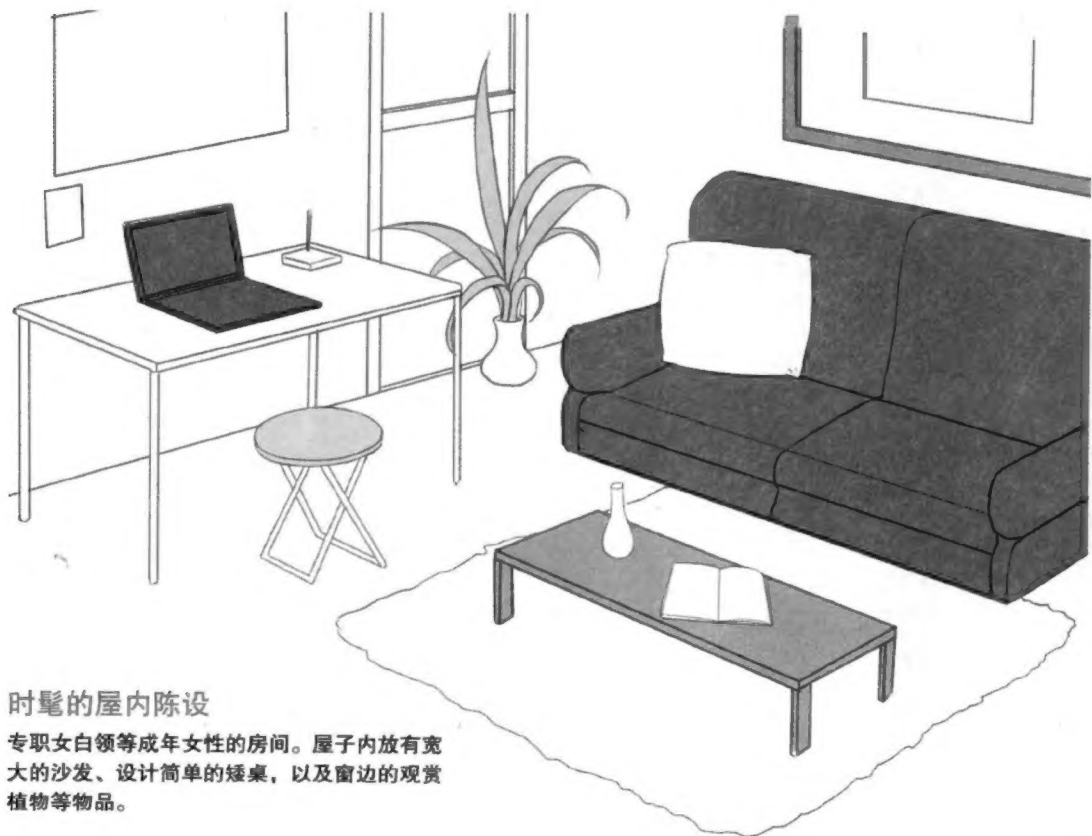 时髦的屋内陈设
专职女白领等成年女性的房间。屋子内放有宽
大的沙发、设计简单的矮桌，以及窗边的观赏
植物等物品。